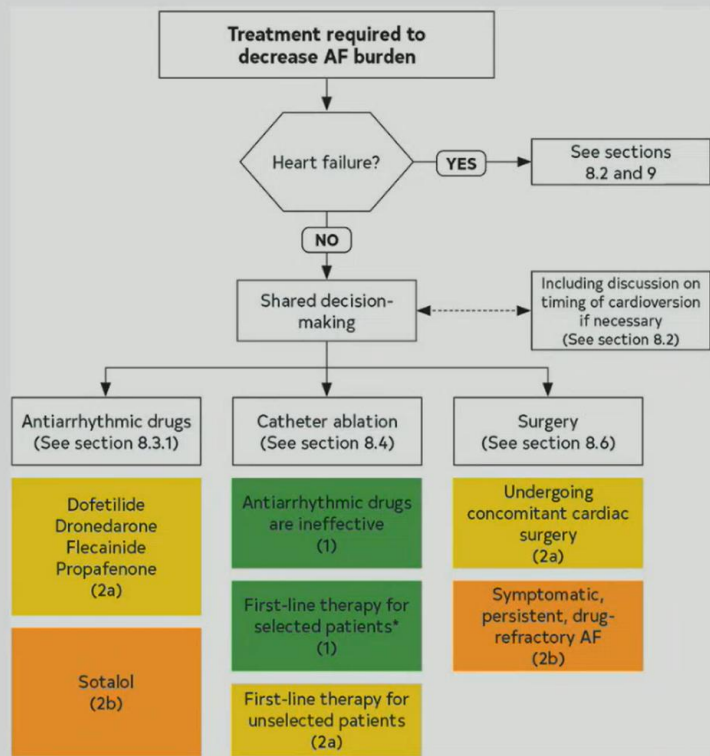 Treatment required to
decrease AF burden
Heart failure?
YES
See sections
8.2 and 9
NO
Shared decision-
making
Including discussion on
timing of cardioversion
if necessary
(See section 8.2)
Antiarrhythmic drugs
(See section 8.3.1)
Catheter ablation
(See section 8.4)
Surgery
(See section 8.6)
Dofetilide
Dronedarone
Flecainide
Propafenone
(2a)
Sotalol
(2b)
Antiarrhythmic drugs
are ineffective
(1)
First-line therapy for
selected patients*
(1)
First-line therapy for
unselected patients
(2a)
Undergoing
concomitant cardiac
surgery
(2a)
Symptomatic,
persistent, drug-
refractory AF
(2b)